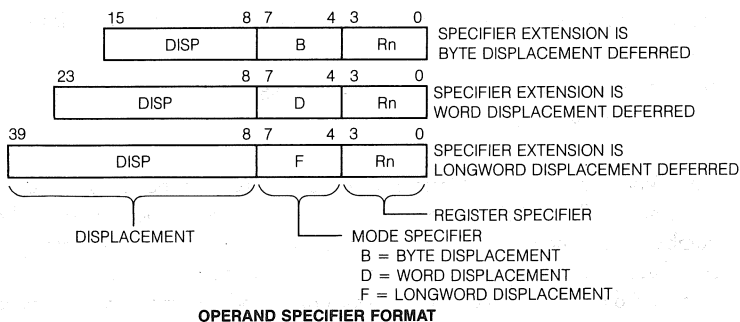 15 8 7 4 3 0
DISP B Rn
SPECIFIER EXTENSION IS
BYTE DISPLACEMENT DEFERRED
23 8 7 4 3 0
DISP D Rn
SPECIFIER EXTENSION IS
WORD DISPLACEMENT DEFERRED
39 8 7 4 3 0
DISP F Rn
SPECIFIER EXTENSION IS
LONGWORD DISPLACEMENT DEFERRED
REGISTER SPECIFIER
DISPLACEMENT
MODE SPECIFIER
B = BYTE DISPLACEMENT
D = WORD DISPLACEMENT
F = LONGWORD DISPLACEMENT
OPERAND SPECIFIER FORMAT